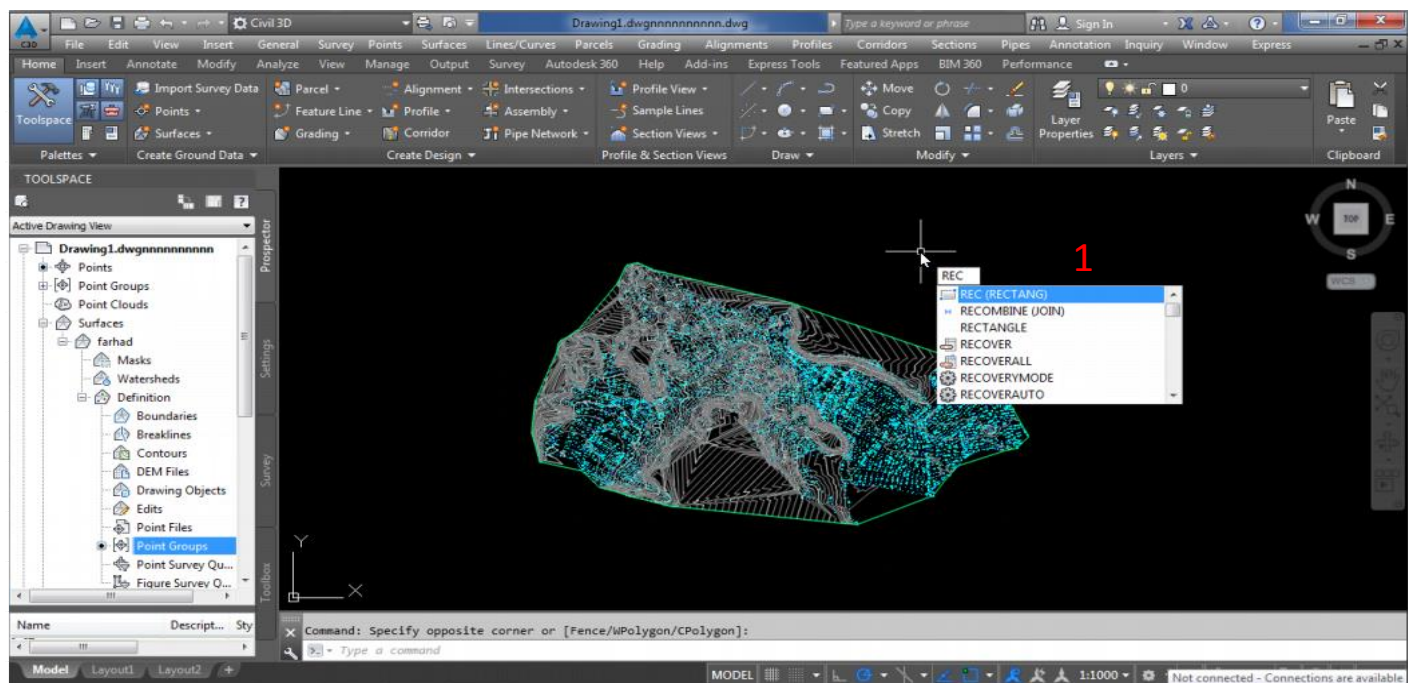 Civil 3D Drawing1.dwgnnnnnnnnnn.dwg Type a keyword or phrase Sign In
C3D File Edit View Insert General Survey Points Surfaces Lines/Curves Parcels Grading Alignments Profiles Corridors Sections Pipes Annotation Inquiry Window Express
Home Insert Annotate Modify Analyze View Manage Output Survey Autodesk 360 Help Add-ins Express Tools Featured Apps BIM 360 Performance
Import Survey Data Parcel Alignment Intersections Profile View Move 0
Toolspace Points Feature Line Profile Assembly Sample Lines Copy Layer Properties Paste
Surfaces Grading Corridor Pipe Network Section Views Stretch
Palettes Create Ground Data Create Design Profile & Section Views Draw Modify Layers Clipboard
TOOLSPACE
Active Drawing View
Drawing1.dwgnnnnnnnnnn
Points
Point Groups
Point Clouds
Surfaces
farhad
Masks
Watersheds
Definition
Boundaries
Breaklines
Contours
DEM Files
Drawing Objects
Edits
Point Files
Point Groups
Point Survey Qu...
Figure Survey Q...
Name Descript... Sty
Prospector
Settings
Survey
Toolbox
1
REC
REC (RECTANG)
RECOMBINE (JOIN)
RECTANGLE
RECOVER
RECOVERALL
RECOVERYMODE
RECOVERAUTO
N
W TOP E
S
WCS
Y
X
Command: Specify opposite corner or [Fence/WPolygon/CPolygon]:
Type a command
Model Layout1 Layout2 +
MODEL 1:1000 Not connected - Connections are available